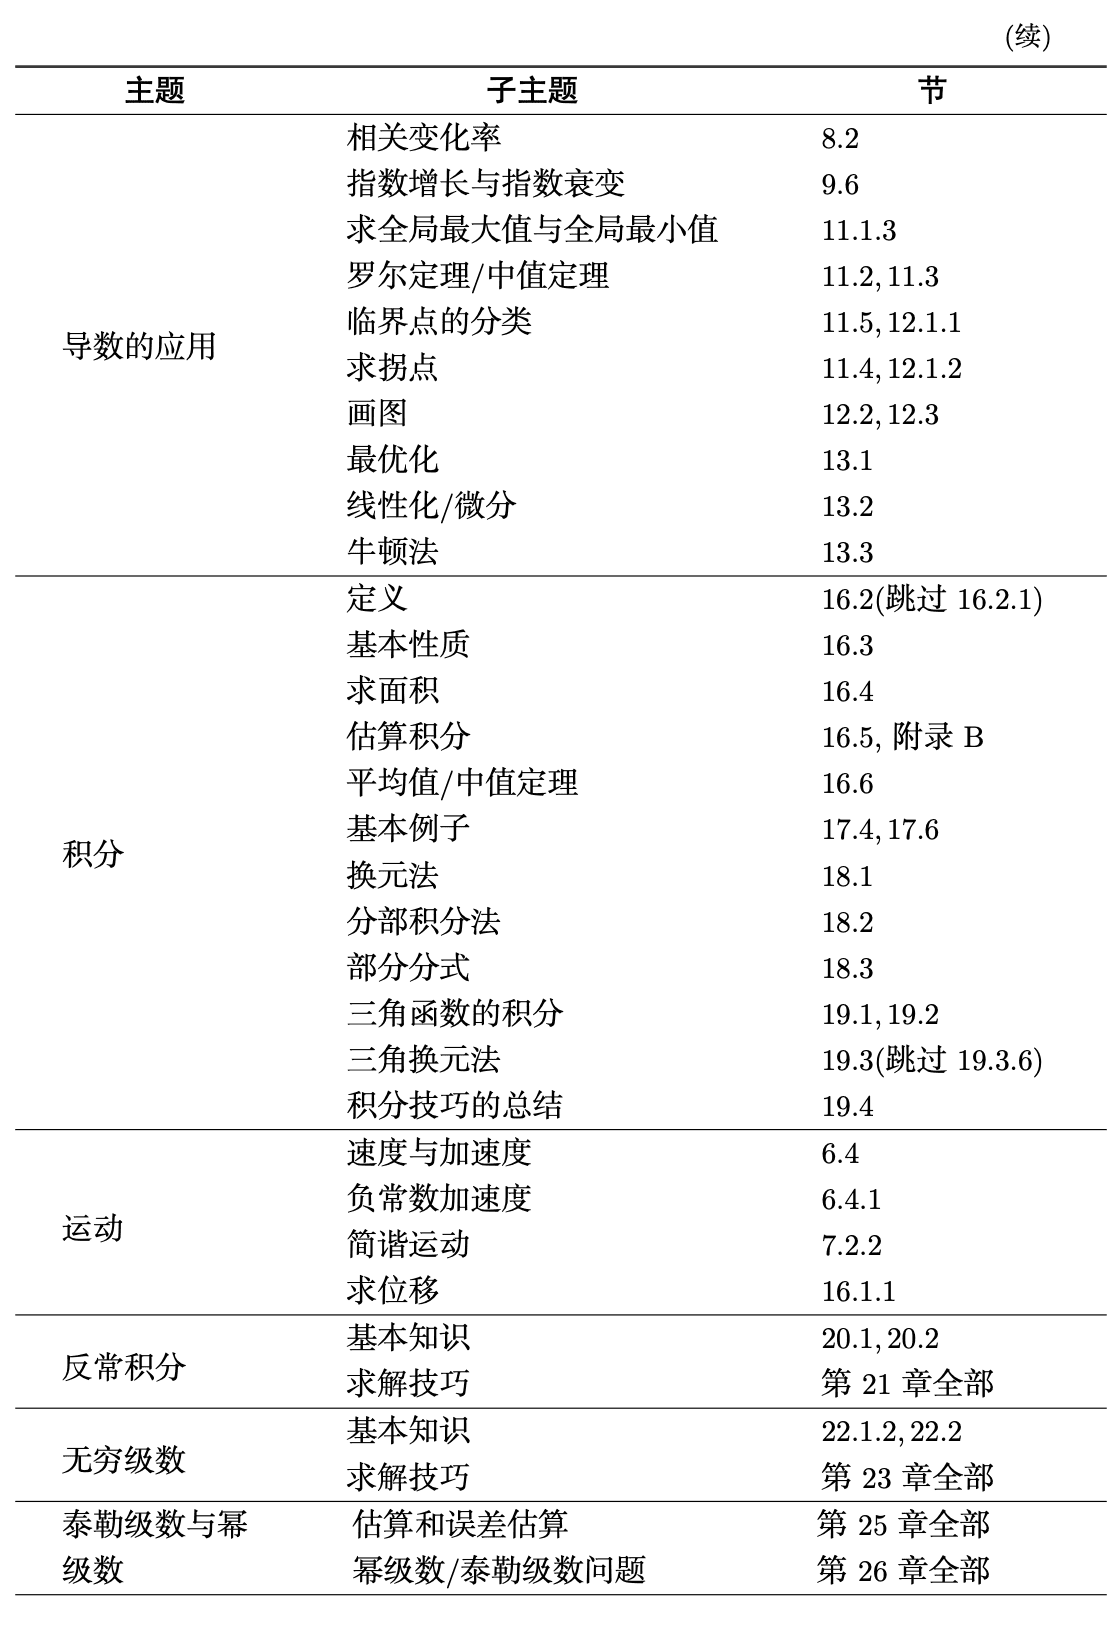 (续)
主题 子主题 节
相关变化率 8.2
指数增长与指数衰变 9.6
求全局最大值与全局最小值 11.1.3
罗尔定理/中值定理 11.2, 11.3
临界点的分类 11.5, 12.1.1
导数的应用
求拐点 11.4, 12.1.2
画图 12.2, 12.3
最优化 13.1
线性化/微分 13.2
牛顿法 13.3
定义 16.2(跳过 16.2.1)
基本性质 16.3
求面积 16.4
估算积分 16.5, 附录 B
平均值/中值定理 16.6
基本例子 17.4, 17.6
积分
换元法 18.1
分部积分法 18.2
部分分式 18.3
三角函数的积分 19.1, 19.2
三角换元法 19.3(跳过 19.3.6)
积分技巧的总结 19.4
速度与加速度 6.4
负常数加速度 6.4.1
运动
简谐运动 7.2.2
求位移 16.1.1
基本知识 20.1, 20.2
反常积分
求解技巧 第 21 章全部
基本知识 22.1.2, 22.2
无穷级数
求解技巧 第 23 章全部
泰勒级数与幂 估算和误差估算 第 25 章全部
级数 幂级数/泰勒级数问题 第 26 章全部